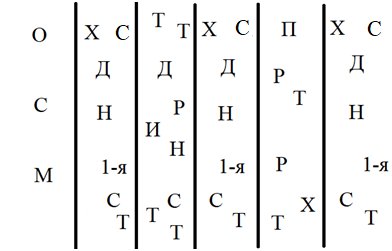 О
С
М
Х С
Д
Н
1-я
С
Т
Т Т
Д
Р
И
Н
Т С
Т
Х С
Д
Н
1-я
С
Т
П
Р
Т
Р
Х
Т
Х С
Д
Н
1-я
С
Т